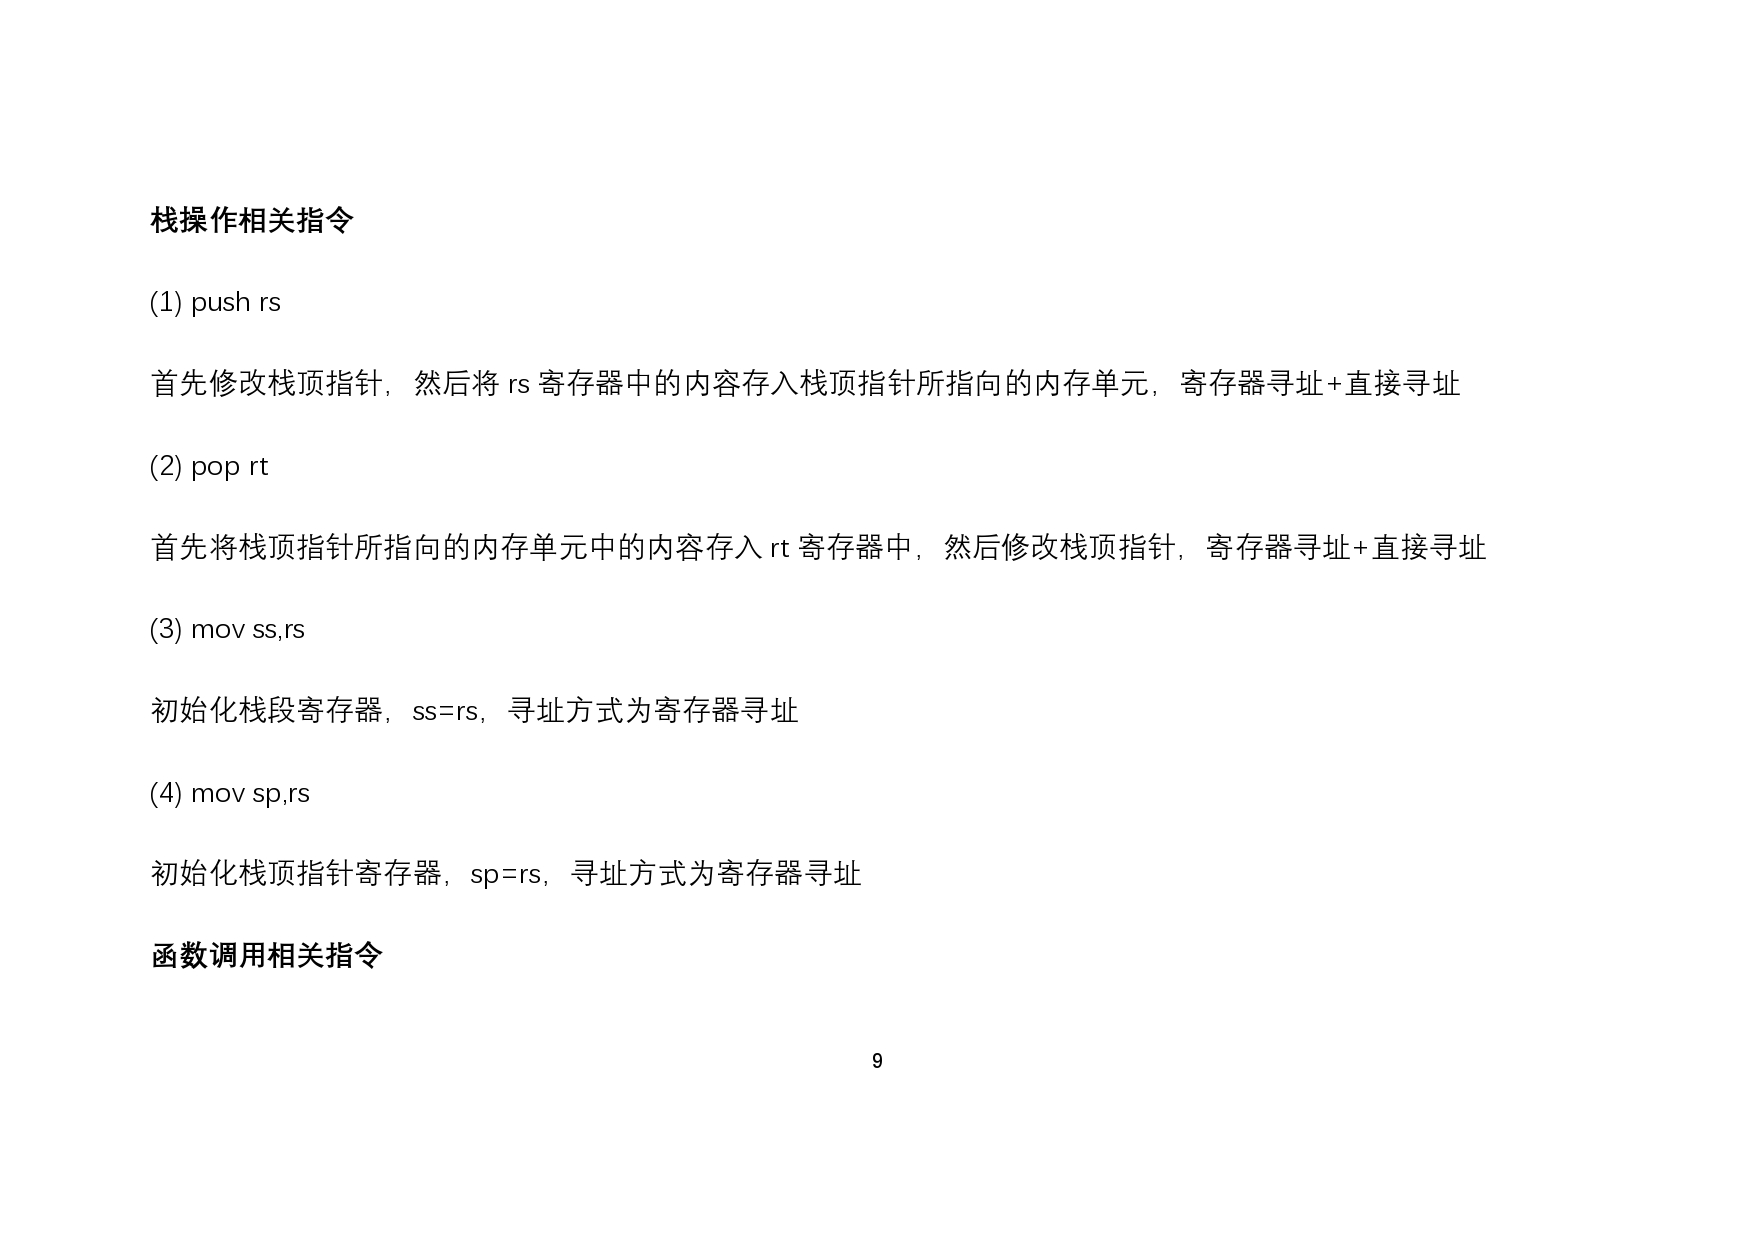 栈操作相关指令
(1) push rs
首先修改栈顶指针，然后将 rs 寄存器中的内容存入栈顶指针所指向的内存单元，寄存器寻址+直接寻址
(2) pop rt
首先将栈顶指针所指向的内存单元中的内容存入 rt 寄存器中，然后修改栈顶指针，寄存器寻址+直接寻址
(3) mov ss,rs
初始化栈段寄存器，ss=rs，寻址方式为寄存器寻址
(4) mov sp,rs
初始化栈顶指针寄存器，sp=rs，寻址方式为寄存器寻址
函数调用相关指令
9